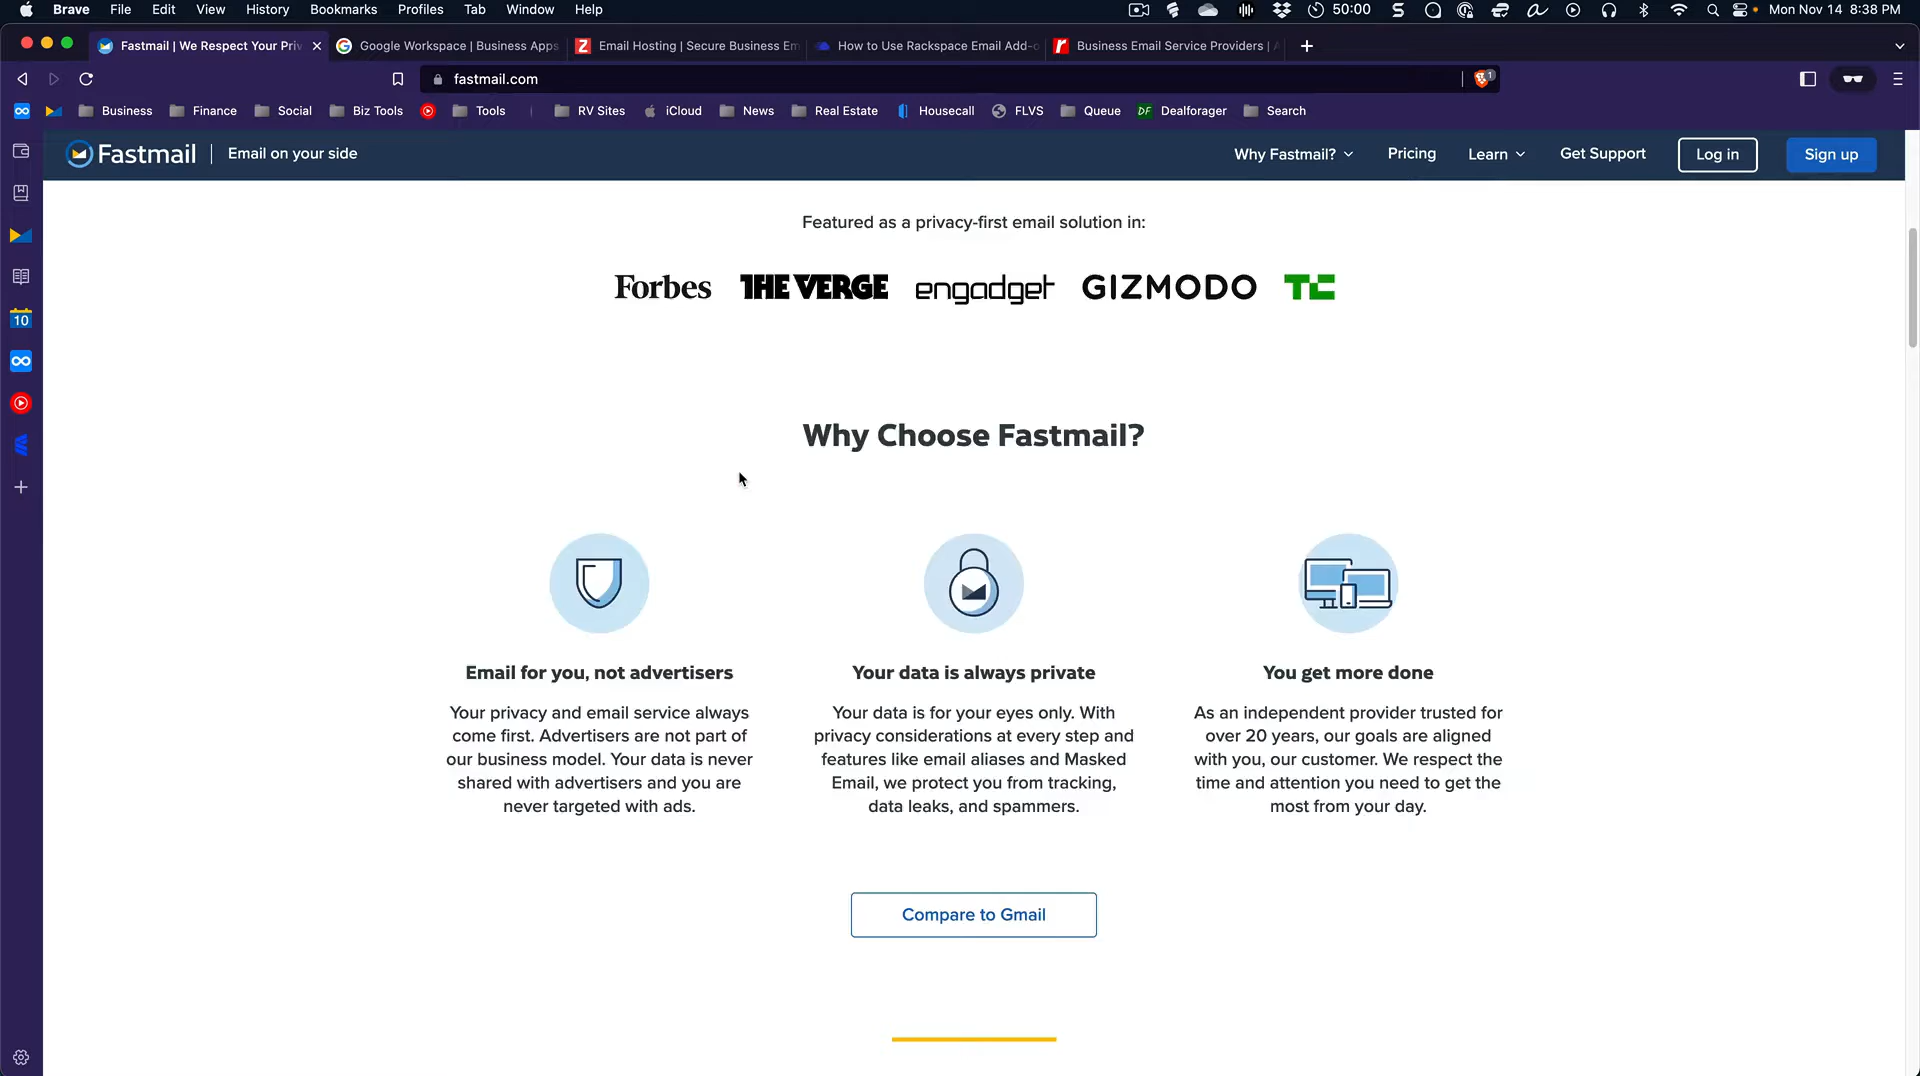 Brave File Edit View History Bookmarks Profiles Tab Window Help 50:00 Mon Nov 14 8:38 PM
Fastmail | We Respect Your Priv Google Workspace | Business Apps Email Hosting | Secure Business Em How to Use Rackspace Email Add-o Business Email Service Providers |
fastmail.com 1
Business Finance Social Biz Tools Tools RV Sites iCloud News Real Estate Housecall FLVS Queue DF Dealforager Search
Fastmail | Email on your side Why Fastmail? Pricing Learn Get Support Log in Sign up
Featured as a privacy-first email solution in:
Forbes THE VERGE engadget GIZMODO TC
10
Why Choose Fastmail?
Email for you, not advertisers
Your privacy and email service always
come first. Advertisers are not part of
our business model. Your data is never
shared with advertisers and you are
never targeted with ads.
Your data is always private
Your data is for your eyes only. With
privacy considerations at every step and
features like email aliases and Masked
Email, we protect you from tracking,
data leaks, and spammers.
You get more done
As an independent provider trusted for
over 20 years, our goals are aligned
with you, our customer. We respect the
time and attention you need to get the
most from your day.
Compare to Gmail